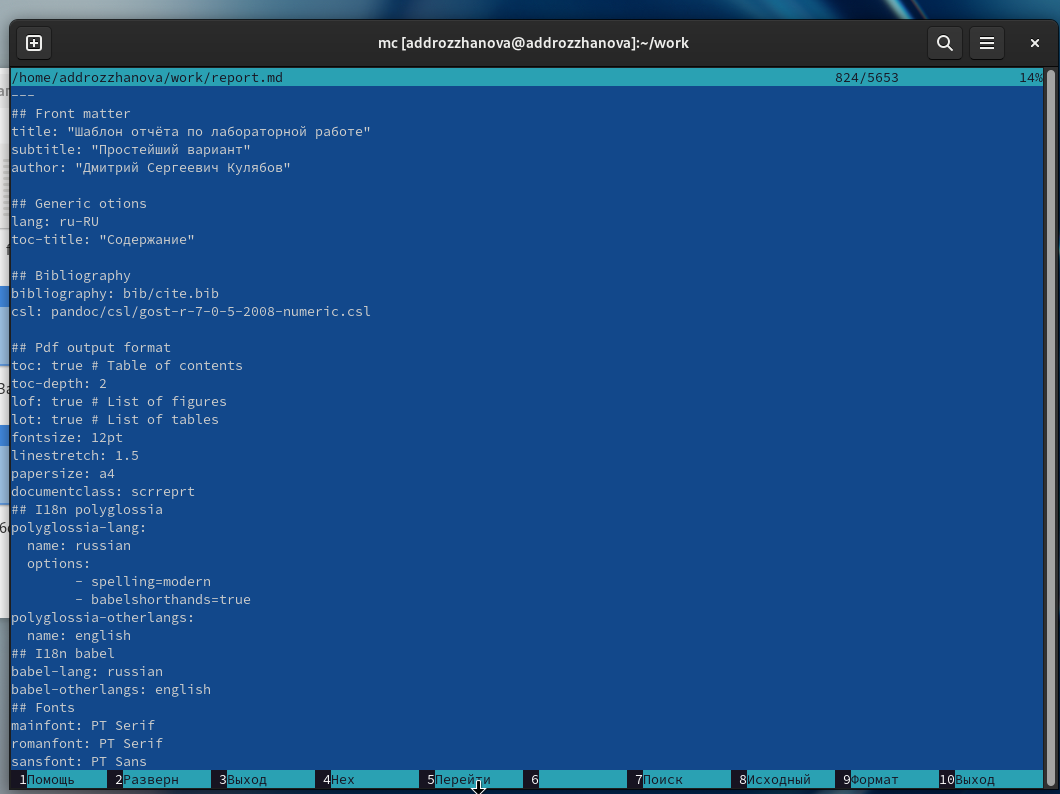 mc [addrozzhanova@addrozzhanova]:~/work
/home/addrozzhanova/work/report.md 824/5653 14%
---
## Front matter
title: "Шаблон отчёта по лабораторной работе"
subtitle: "Простейший вариант"
author: "Дмитрий Сергеевич Кулябов"

## Generic otions
lang: ru-RU
toc-title: "Содержание"

## Bibliography
bibliography: bib/cite.bib
csl: pandoc/csl/gost-r-7-0-5-2008-numeric.csl

## Pdf output format
toc: true # Table of contents
toc-depth: 2
lof: true # List of figures
lot: true # List of tables
fontsize: 12pt
linestretch: 1.5
papersize: a4
documentclass: scrreprt
## I18n polyglossia
polyglossia-lang:
  name: russian
  options:
        - spelling=modern
        - babelshorthands=true
polyglossia-otherlangs:
  name: english
## I18n babel
babel-lang: russian
babel-otherlangs: english
## Fonts
mainfont: PT Serif
romanfont: PT Serif
sansfont: PT Sans
1Помощь 2Разверн 3Выход 4Hex 5Перейти 6 7Поиск 8Исходный 9Формат 10Выход